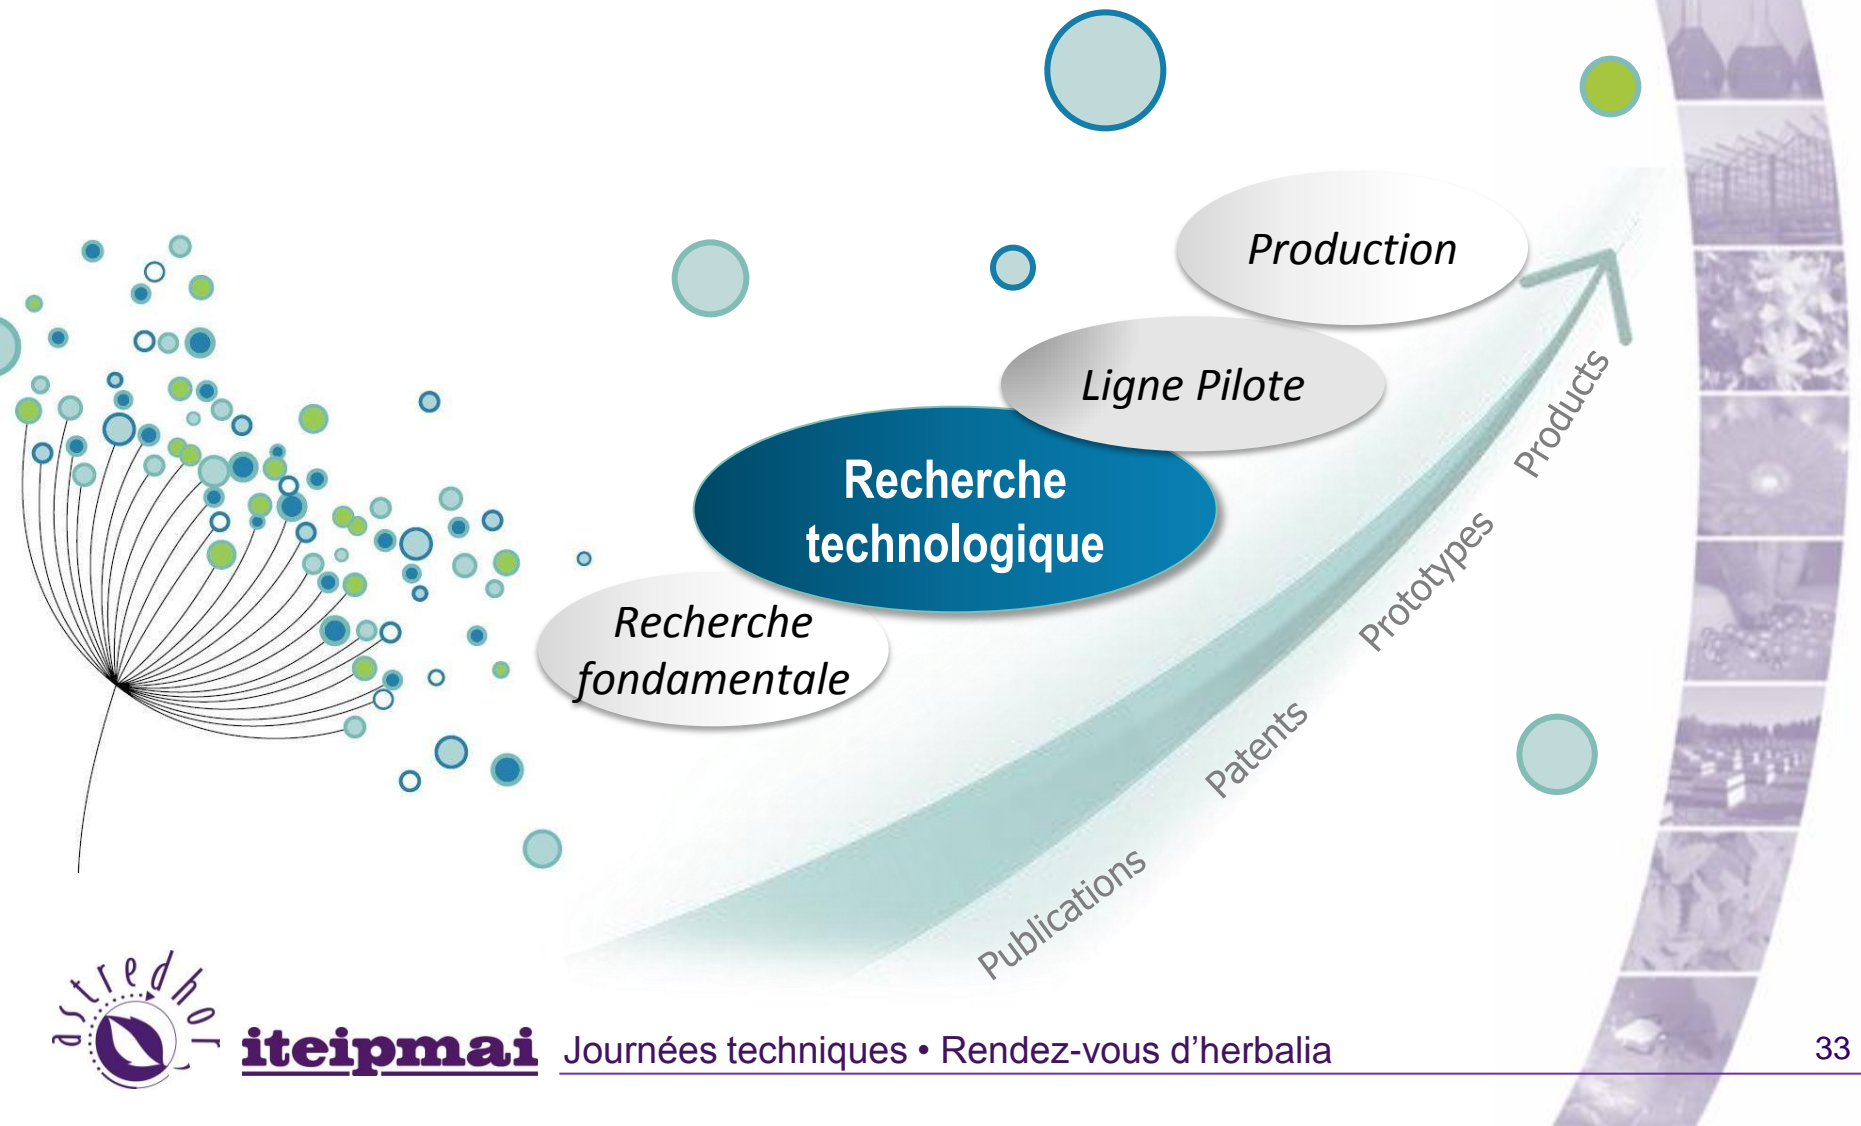 Production
Ligne Pilote
Recherche
technologique
Recherche
fondamentale
Products
Prototypes
Patents
Publications
astredhor
iteipmai
Journées techniques • Rendez-vous d’herbalia
33